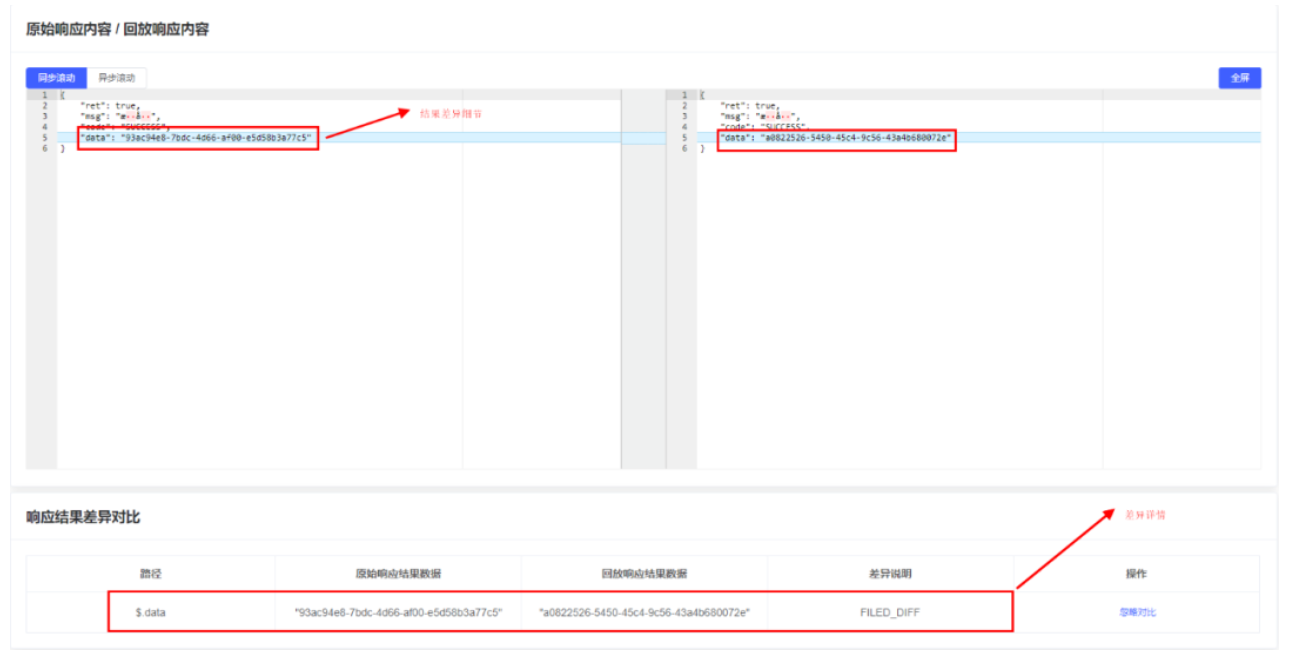 原始响应内容 / 回放响应内容
同步滚动 异步滚动 全屏
1 {
2 "ret": true,
3 "msg": "æ··å··",
4 "code": "SUCCESS",
5 "data": "93ac94e8-7bdc-4d66-af00-e5d58b3a77c5"
6 }
结果差异细节
1 {
2 "ret": true,
3 "msg": "æ··å··",
4 "code": "SUCCESS",
5 "data": "a0822526-5450-45c4-9c56-43a4b680072e"
6 }
响应结果差异对比
差异详情
路径 原始响应结果数据 回放响应结果数据 差异说明 操作
$.data "93ac94e8-7bdc-4d66-af00-e5d58b3a77c5" "a0822526-5450-45c4-9c56-43a4b680072e" FILED_DIFF 忽略对比